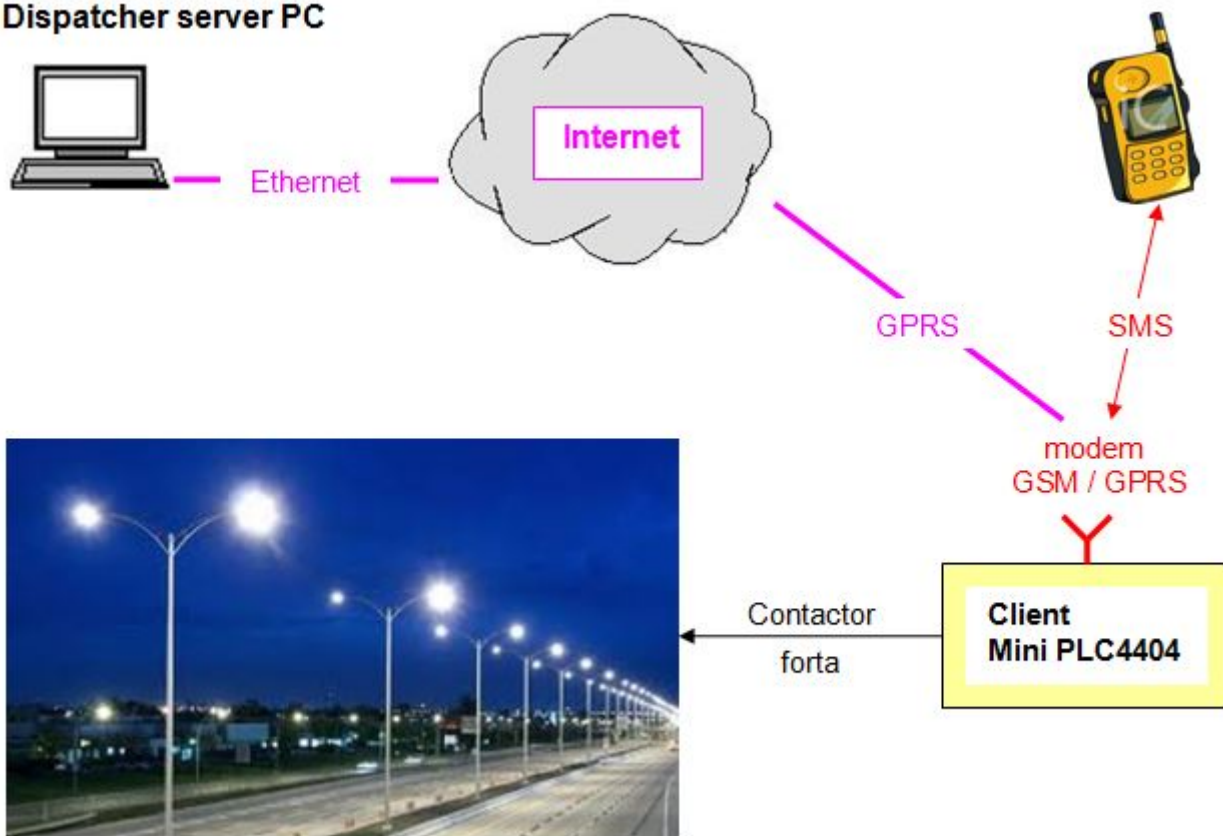 Dispatcher server PC
Internet
Ethernet
GPRS
SMS
modem
GSM / GPRS
Contactor
forta
Client
Mini PLC4404